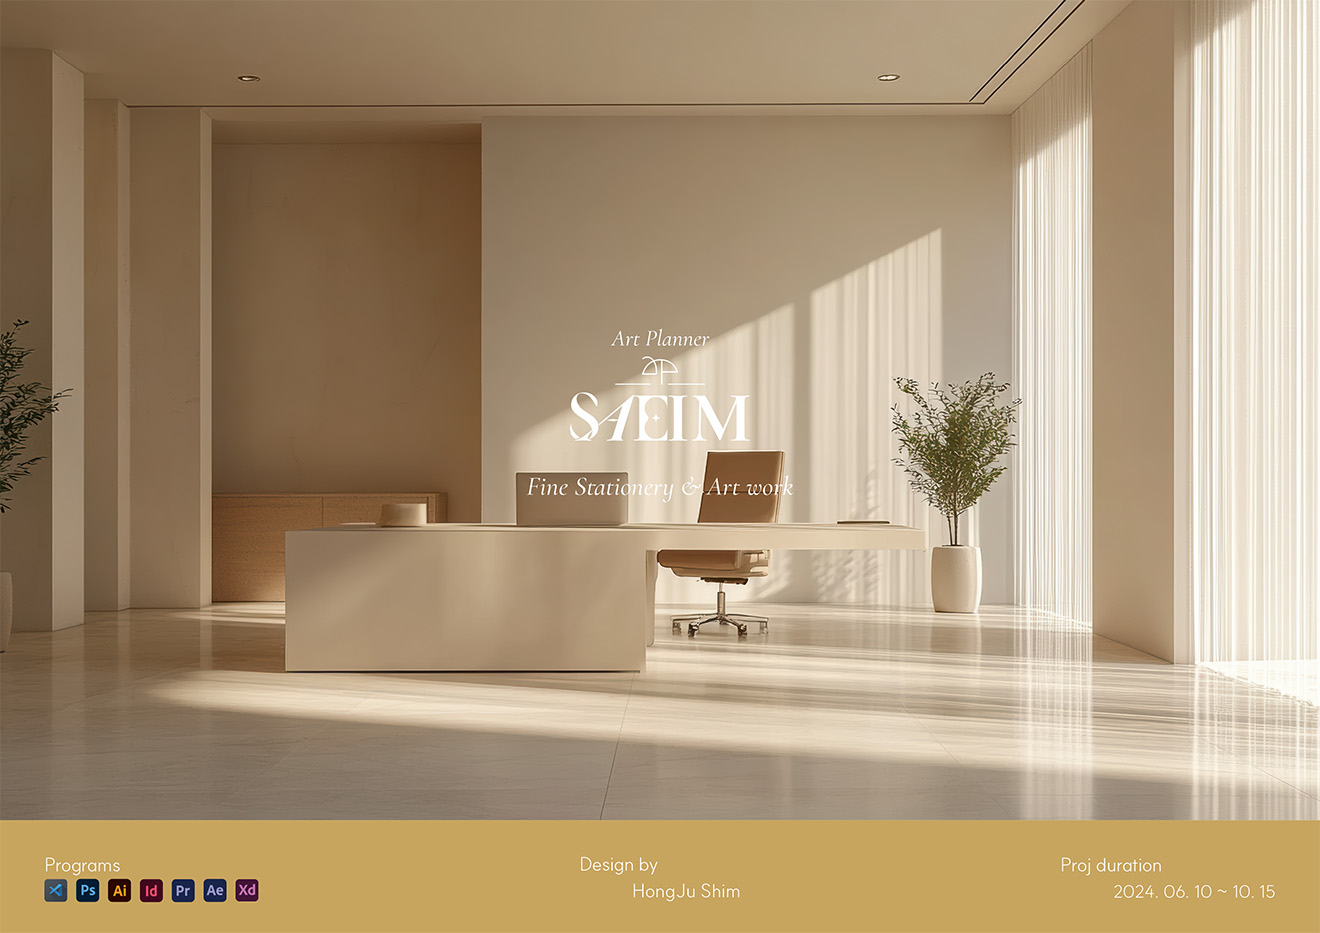 Art Planner
SAEIM
Fine Stationery & Art work
Programs
Ps Ai Id Pr Ae Xd
Design by
HongJu Shim
Proj duration
2024. 06. 10 ~ 10. 15